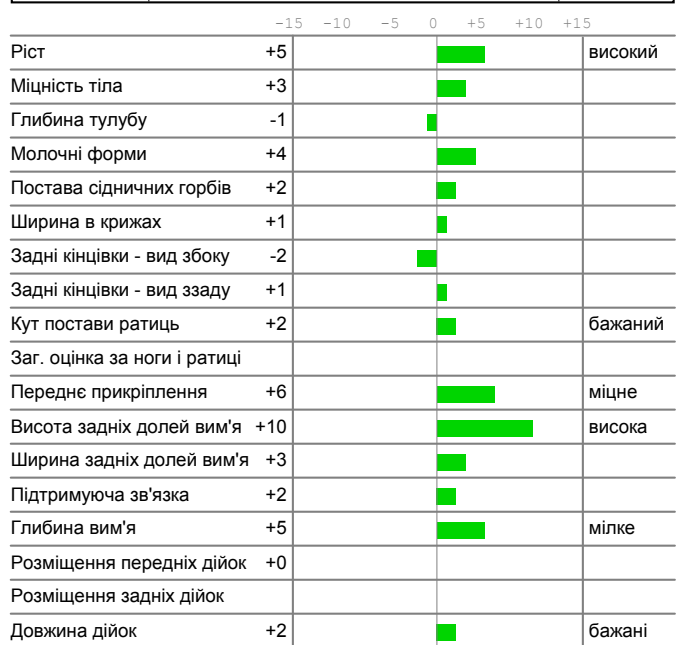 -15 -10 -5 0 +5 +10 +15
Ріст +5 високий
Міцність тіла +3
Глибина тулубу -1
Молочні форми +4
Постава сідничних горбів +2
Ширина в крижах +1
Задні кінцівки - вид збоку -2
Задні кінцівки - вид ззаду +1
Кут постави ратиць +2 бажаний
Заг. оцінка за ноги і ратиці
Переднє прикріплення +6 міцне
Висота задніх долей вим'я +10 висока
Ширина задніх долей вим'я +3
Підтримуюча зв'язка +2
Глибина вим'я +5 мілке
Розміщення передніх дійок +0
Розміщення задніх дійок
Довжина дійок +2 бажані